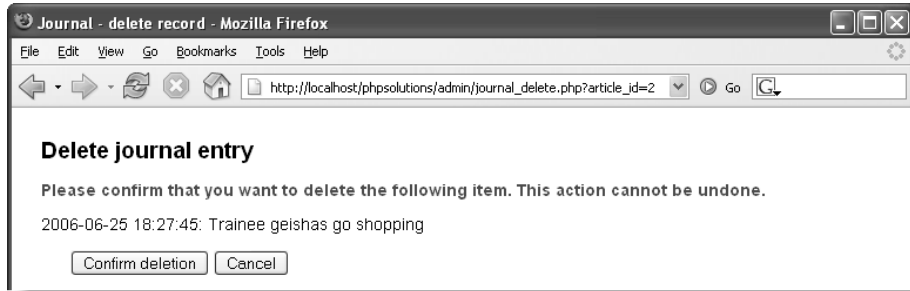 Journal - delete record - Mozilla Firefox
File Edit View Go Bookmarks Tools Help
http://localhost/phpsolutions/admin/journal_delete.php?article_id=2 Go G
Delete journal entry
Please confirm that you want to delete the following item. This action cannot be undone.
2006-06-25 18:27:45: Trainee geishas go shopping
Confirm deletion Cancel